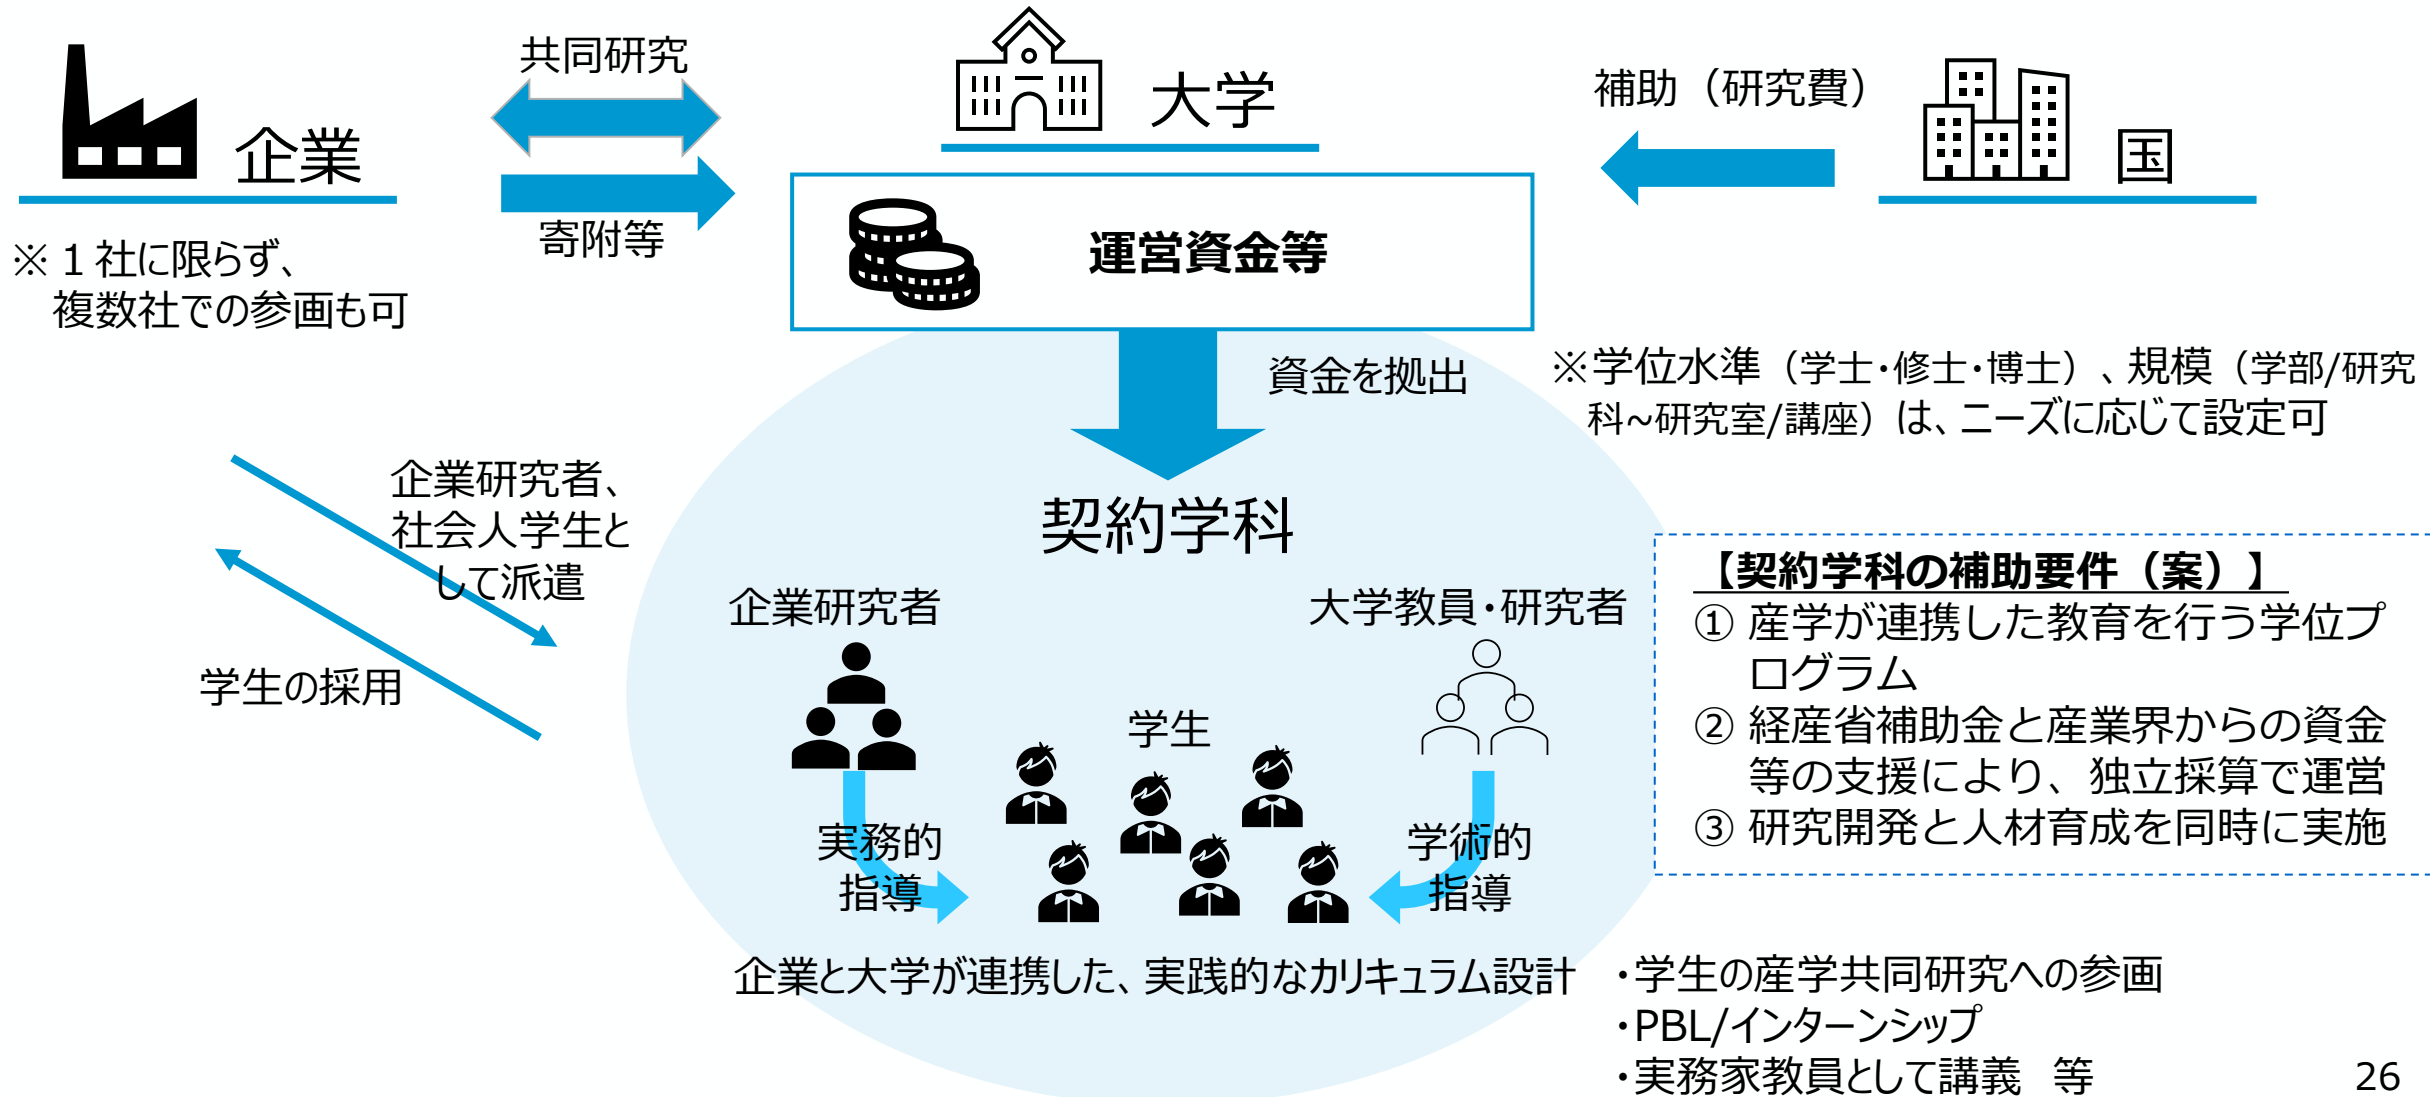 共同研究
大学
補助（研究費）
企業
国
寄附等
運営資金等
※１社に限らず、
複数社での参画も可
資金を拠出
※学位水準（学士・修士・博士）、規模（学部/研究
科~研究室/講座）は、ニーズに応じて設定可
企業研究者、
社会人学生と
して派遣
学生の採用
契約学科
企業研究者
大学教員・研究者
学生
実務的
指導
学術的
指導
【契約学科の補助要件（案）】
① 産学が連携した教育を行う学位プ
ログラム
② 経産省補助金と産業界からの資金
等の支援により、独立採算で運営
③ 研究開発と人材育成を同時に実施
企業と大学が連携した、実践的なカリキュラム設計
・学生の産学共同研究への参画
・PBL/インターンシップ
・実務家教員として講義　等
26